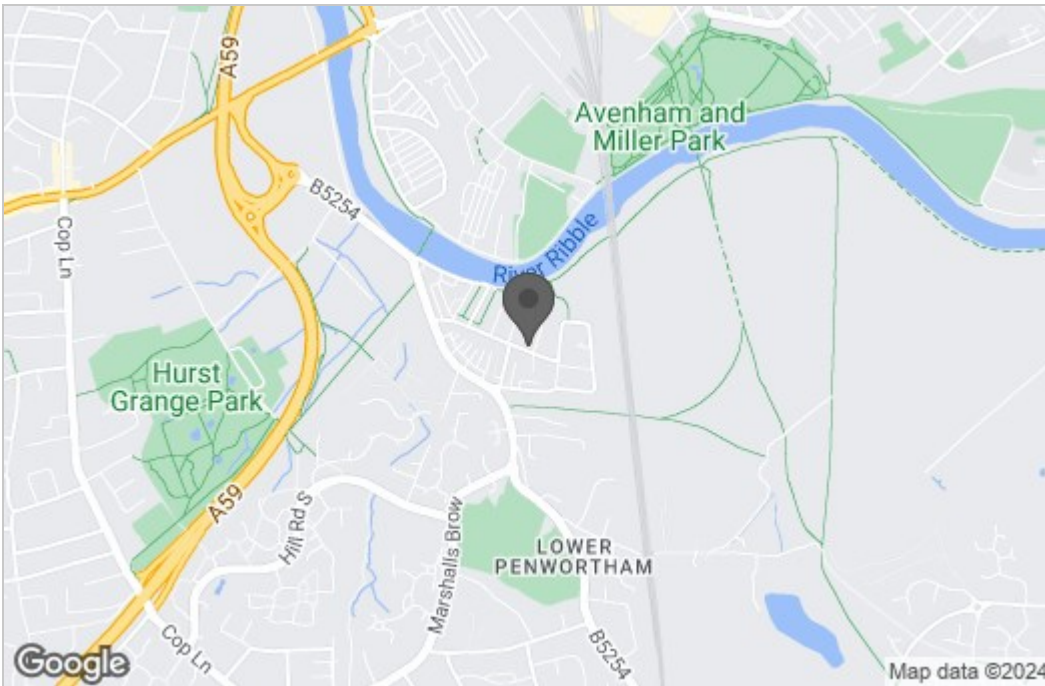 A59
Avenham and
Miller Park
B5254
Cop Ln
River Ribble
Hurst
Grange Park
A59
Hill Rd S
Marshalls Brow
LOWER
PENWORTHAM
Cop Ln
B5254
Google
Map data ©2024